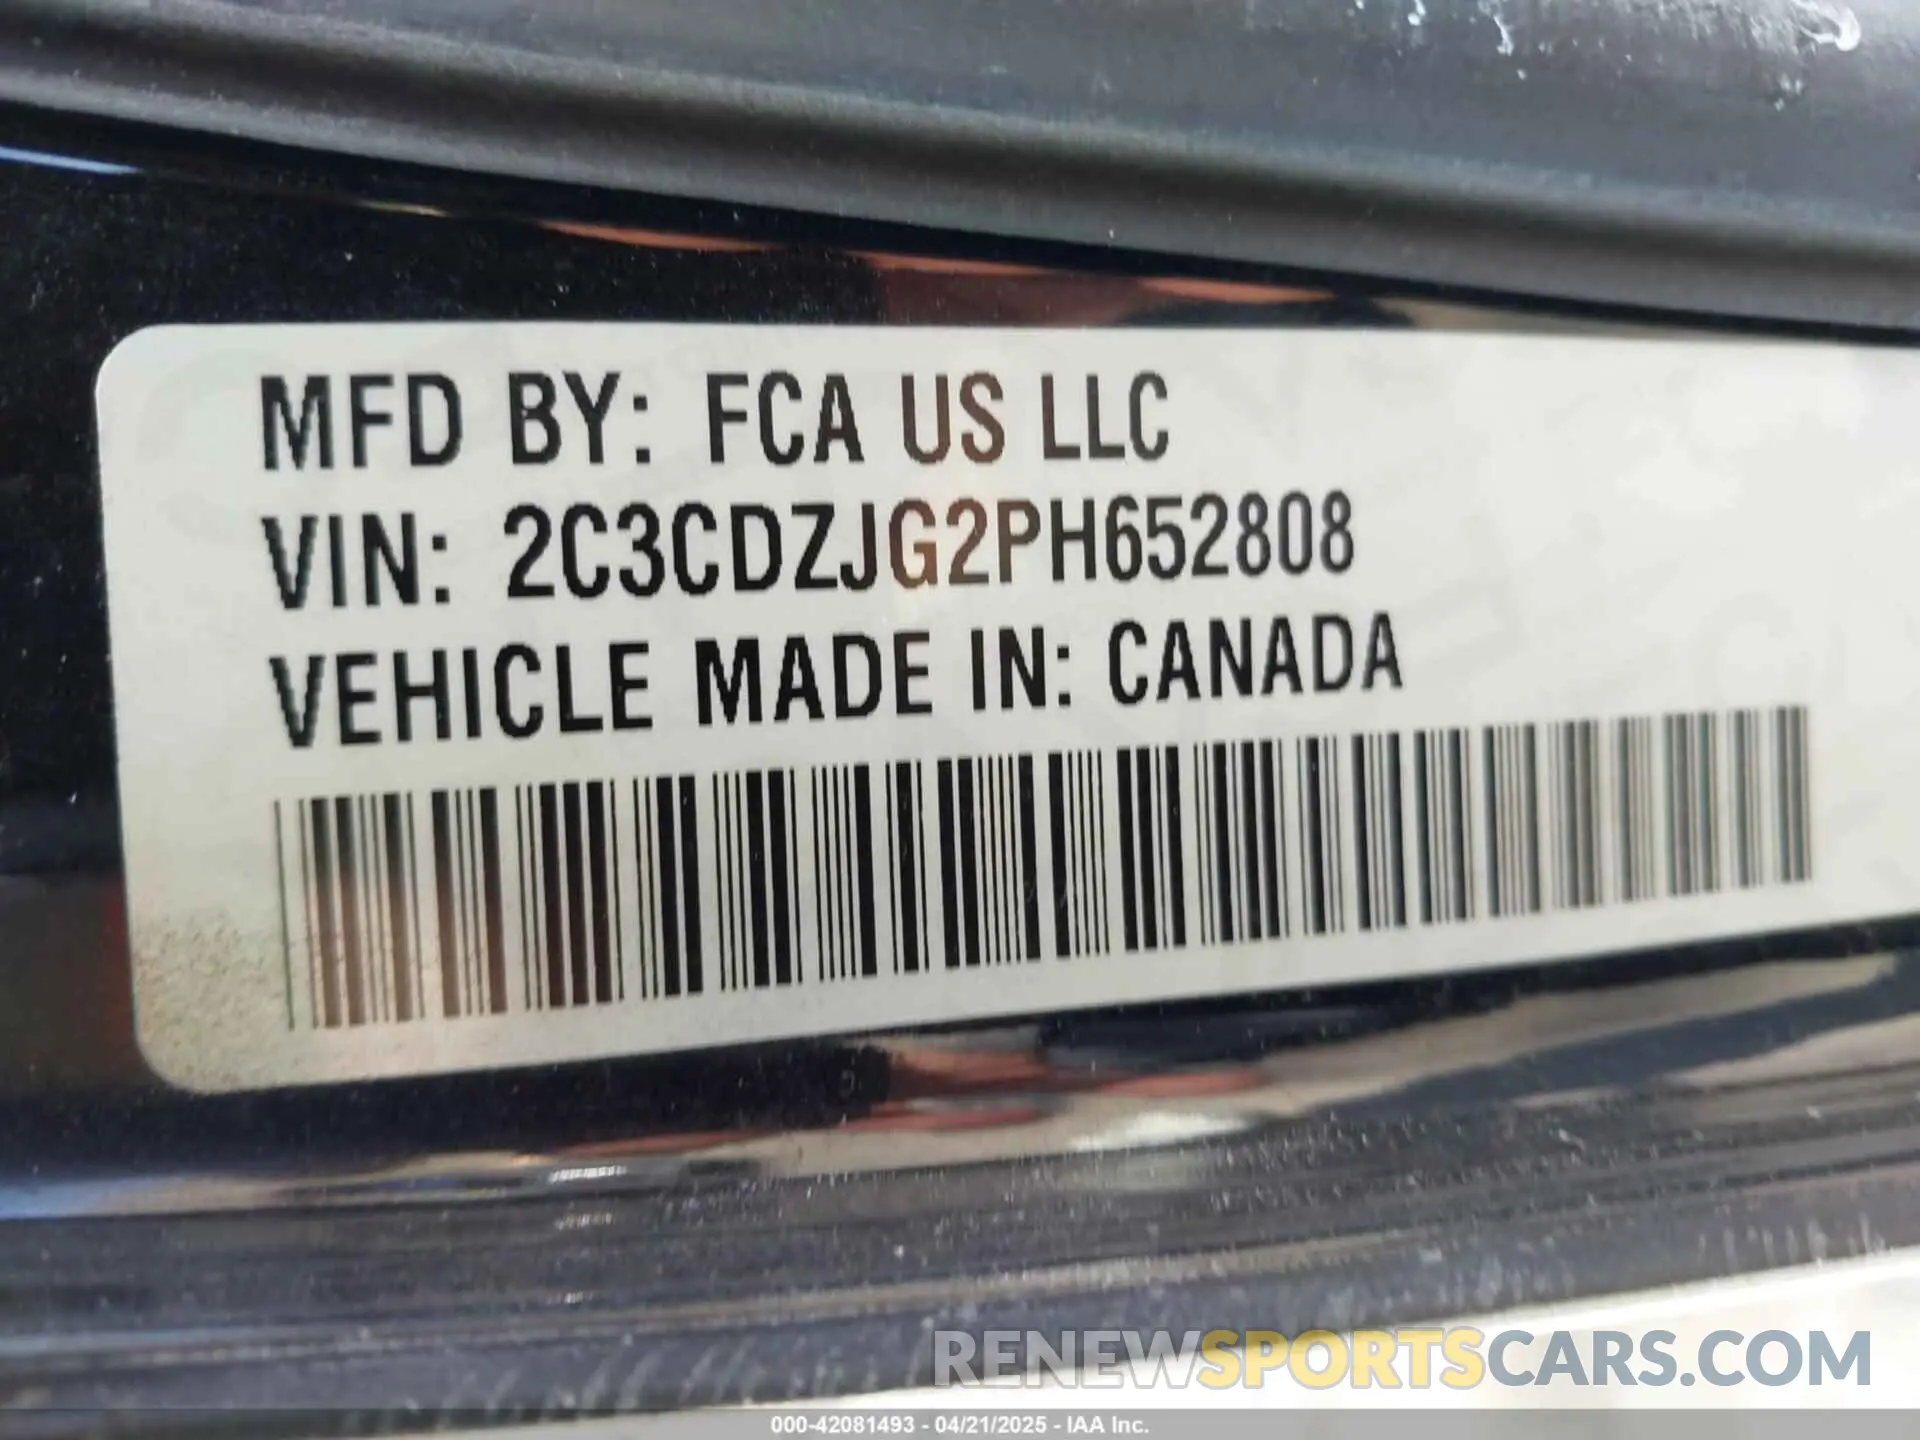 MFD BY: FCA US LLC
VIN: 2C3CDZJG2PH652808
VEHICLE MADE IN: CANADA
RENEWSPORTSCARS.COM
000-42081493 - 04/21/2025 - IAA Inc.